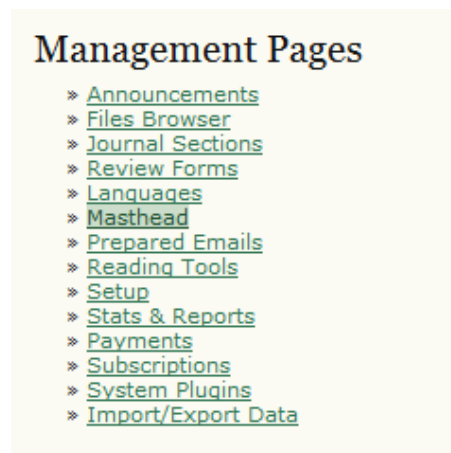 Management Pages
» Announcements
» Files Browser
» Journal Sections
» Review Forms
» Languages
» Masthead
» Prepared Emails
» Reading Tools
» Setup
» Stats & Reports
» Payments
» Subscriptions
» System Plugins
» Import/Export Data